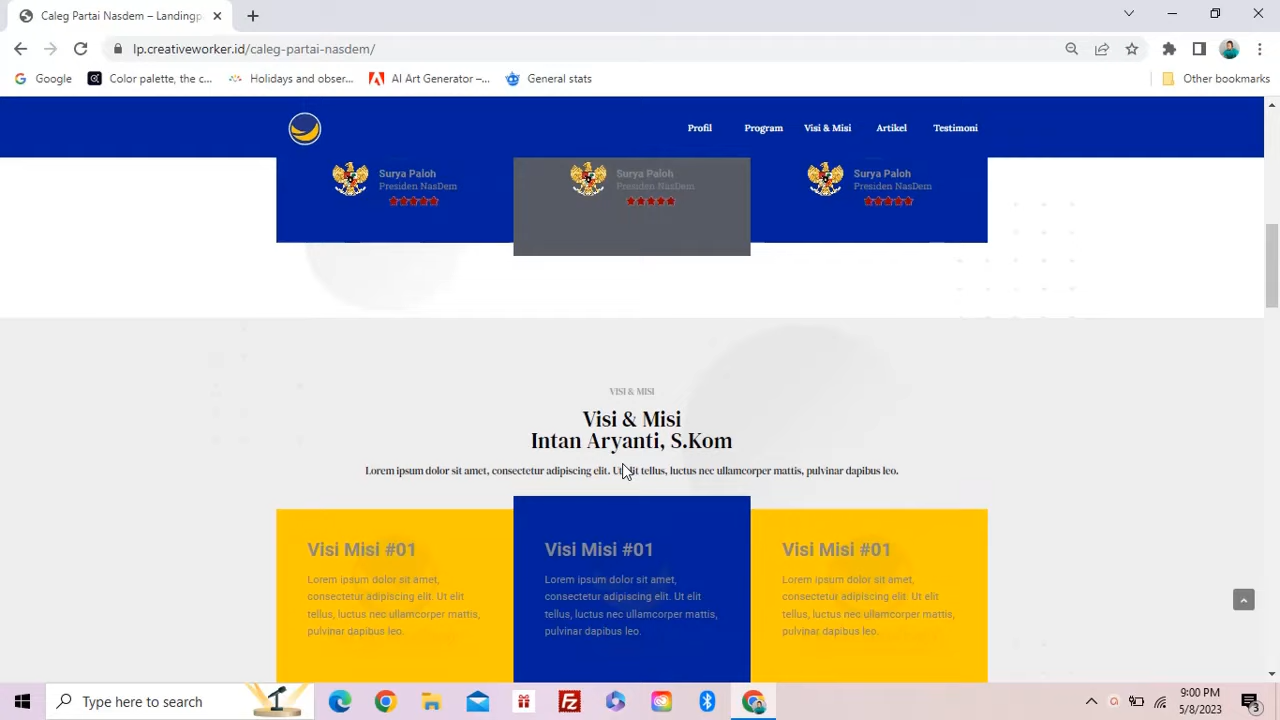 Caleg Partai Nasdem - Landingp
lp.creativeworker.id/caleg-partai-nasdem/
Google
Color palette, the c...
Holidays and obser...
AI Art Generator –...
General stats
Other bookmarks
Profil
Program
Visi & Misi
Artikel
Testimoni
Surya Paloh
Presiden NasDem
Surya Paloh
Presiden NasDem
Surya Paloh
Presiden NasDem
VISI & MISI
Visi & Misi
Intan Aryanti, S.Kom
Lorem ipsum dolor sit amet, consectetur adipiscing elit. Ut elit tellus, luctus nec ullamcorper mattis, pulvinar dapibus leo.
Visi Misi #01
Lorem ipsum dolor sit amet,
consectetur adipiscing elit. Ut elit
tellus, luctus nec ullamcorper mattis,
pulvinar dapibus leo.
Visi Misi #01
Lorem ipsum dolor sit amet,
consectetur adipiscing elit. Ut elit
tellus, luctus nec ullamcorper mattis,
pulvinar dapibus leo.
Visi Misi #01
Lorem ipsum dolor sit amet,
consectetur adipiscing elit. Ut elit
tellus, luctus nec ullamcorper mattis,
pulvinar dapibus leo.
Type here to search
9:00 PM
5/8/2023
3